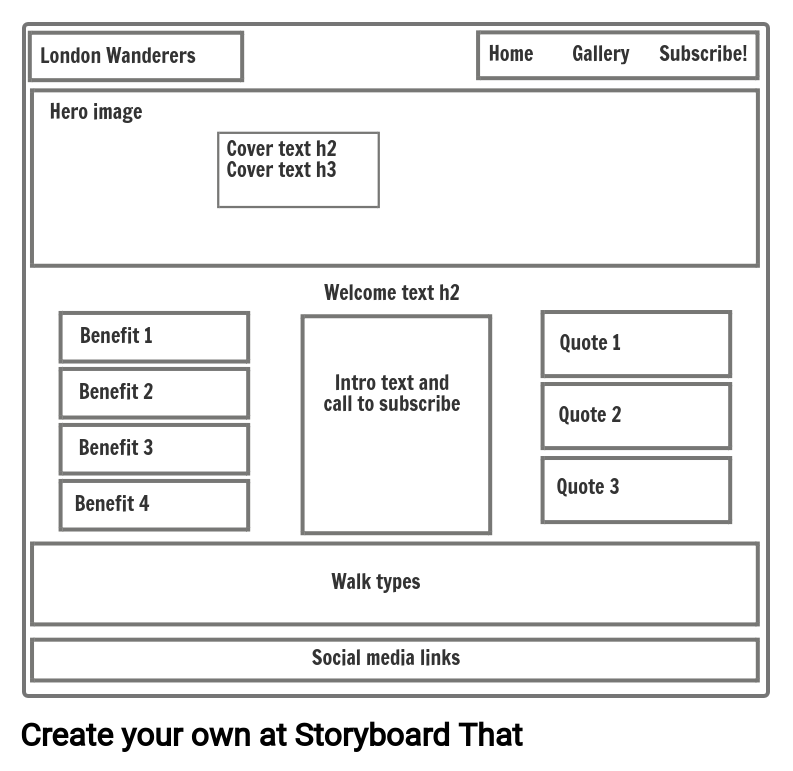 London Wanderers
Home Gallery Subscribe!
Hero image
Cover text h2
Cover text h3
Welcome text h2
Benefit 1
Benefit 2
Benefit 3
Benefit 4
Intro text and
call to subscribe
Quote 1
Quote 2
Quote 3
Walk types
Social media links
Create your own at Storyboard That